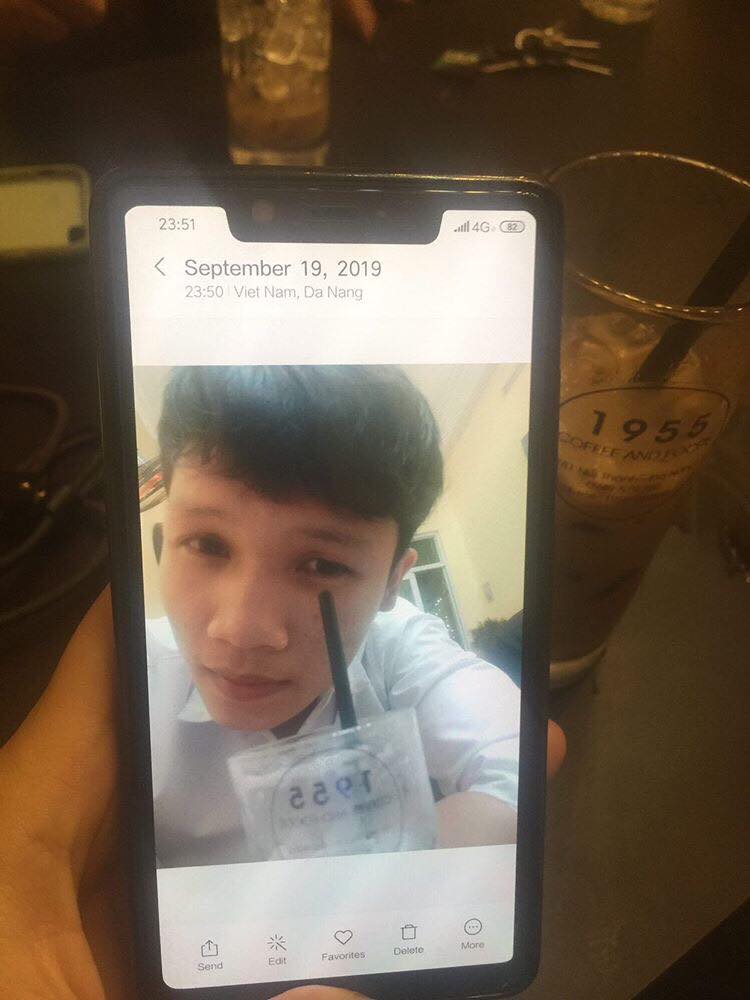 23:51
4G
82
September 19, 2019
23:50 Viet Nam, Da Nang
1955
COFFEE AND
1955
Send
Edit
Favorites
Delete
More